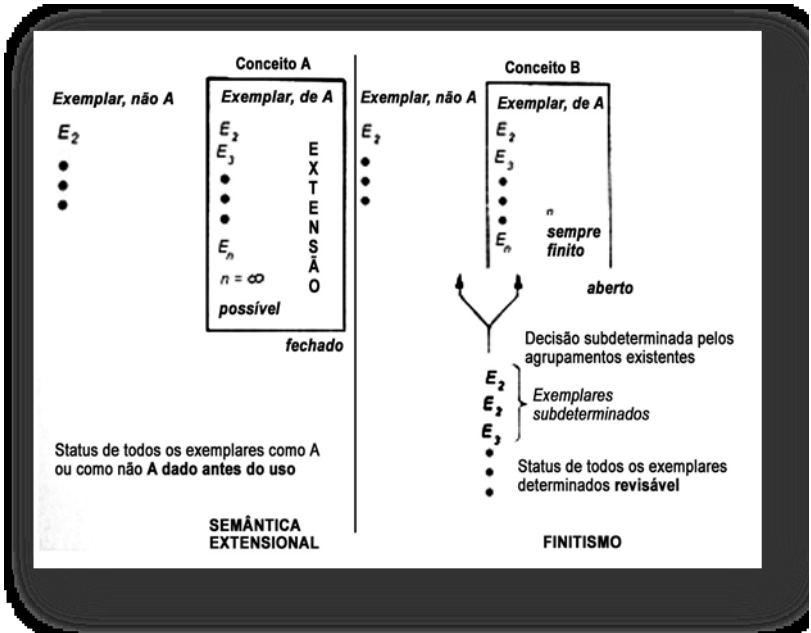 Conceito A
Exemplar, não A
E₂
Exemplar, de A
E₂
E₃
Eₙ
n = ∞
possível
EXTENSÃO
fechado
Status de todos os exemplares como A
ou como não A dado antes do uso
SEMÂNTICA
EXTENSIONAL
Conceito B
Exemplar, não A
E₂
Exemplar, de A
E₂
E₃
Eₙ
n
sempre
finito
aberto
Decisão subdeterminada pelos
agrupamentos existentes
E₂
E₂
E₃
Exemplares
subdeterminados
Status de todos os exemplares
determinados revisável
FINITISMO